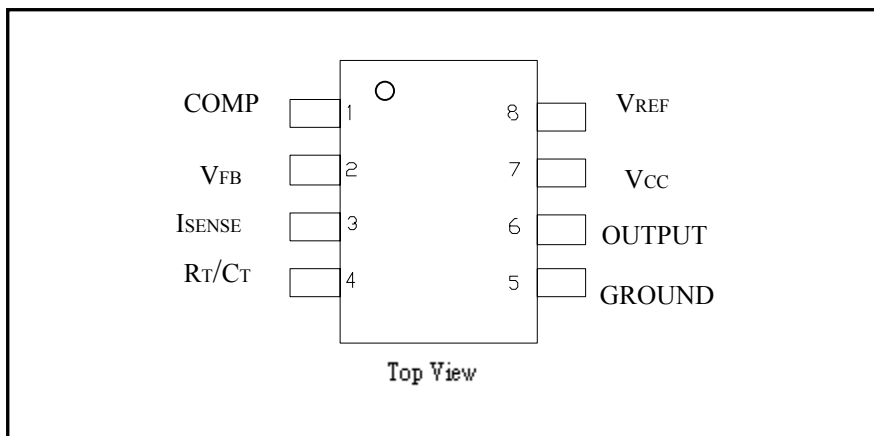 COMP 1 8 VREF
VFB 2 7 VCC
ISENSE 3 6 OUTPUT
RT/CT 4 5 GROUND
Top View